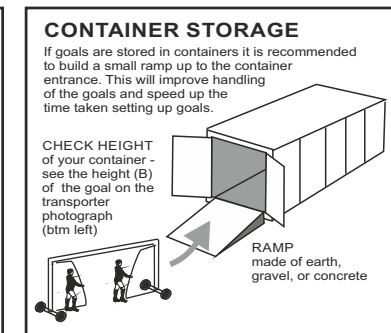 CONTAINER STORAGE
If goals are stored in containers it is recommended
to build a small ramp up to the container
entrance. This will improve handling
of the goals and speed up the
time taken setting up goals.
CHECK HEIGHT
of your container -
see the height (B)
of the goal on the
transporter
photograph
(btm left)
RAMP
made of earth,
gravel, or concrete